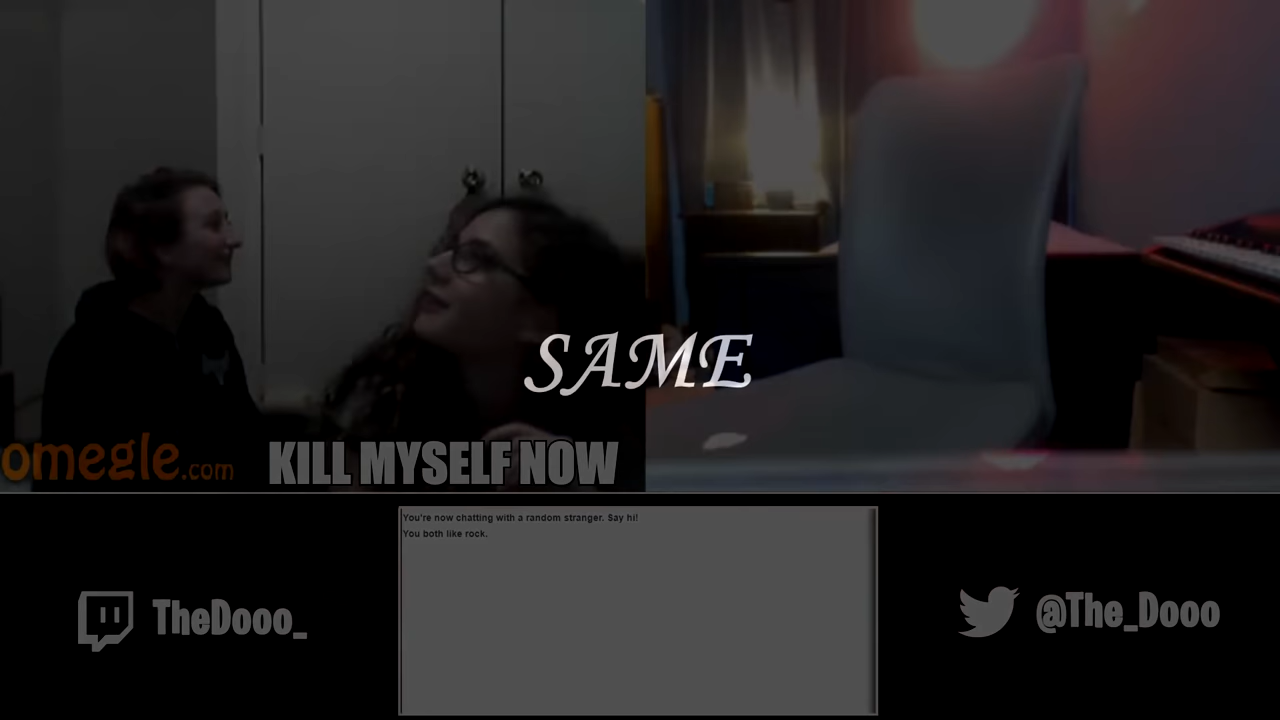 SAME
omegle.com
KILL MYSELF NOW
You're now chatting with a random stranger. Say hi!
You both like rock.
TheDooo_
@The_Dooo